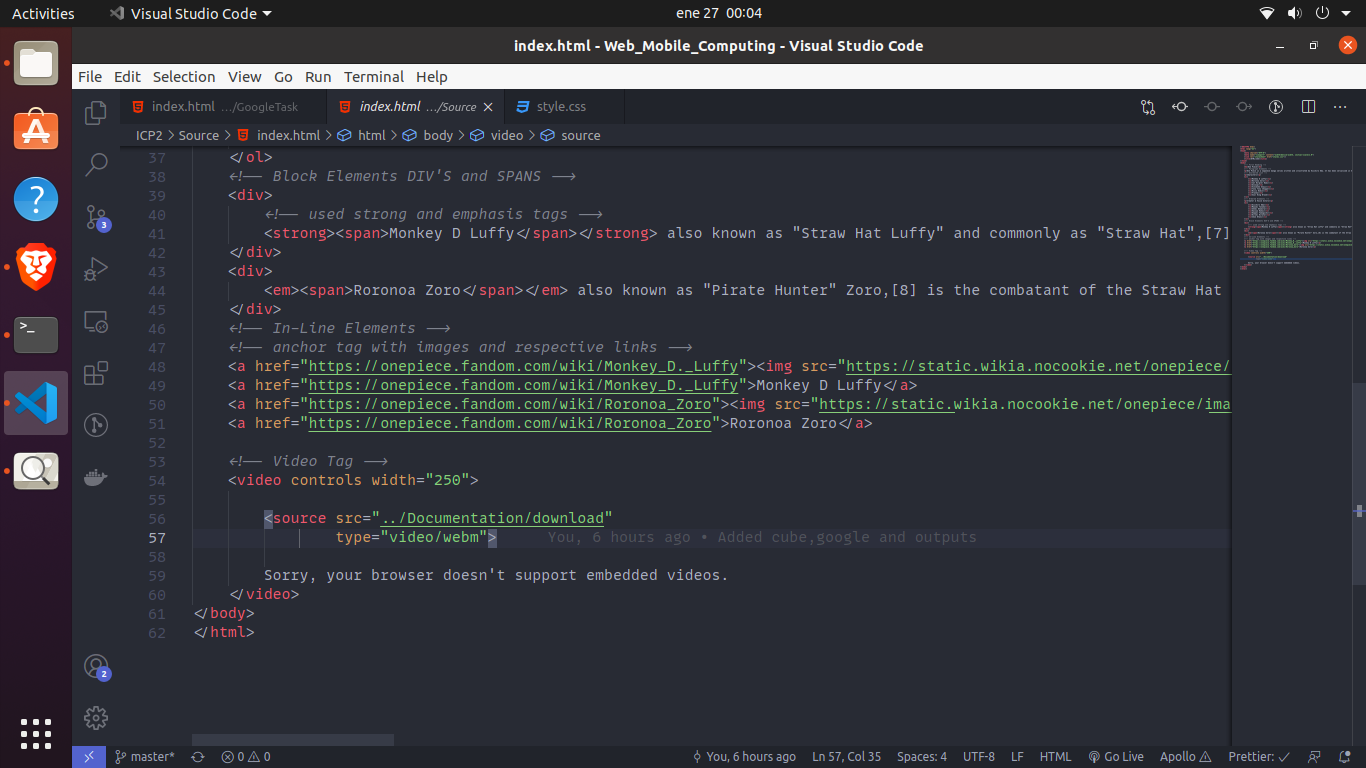 Activities Visual Studio Code ene 27 00:04
index.html - Web_Mobile_Computing - Visual Studio Code
File Edit Selection View Go Run Terminal Help
index.html .../GoogleTask index.html .../Source style.css
ICP2 > Source > index.html > html > body > video > source
37 </ol>
38 <!-- Block Elements DIV'S and SPANS -->
39 <div>
40 <!-- used strong and emphasis tags -->
41 <strong><span>Monkey D Luffy</span></strong> also known as "Straw Hat Luffy" and commonly as "Straw Hat",[7]
42 </div>
43 <div>
44 <em><span>Roronoa Zoro</span></em> also known as "Pirate Hunter" Zoro,[8] is the combatant of the Straw Hat
45 </div>
46 <!-- In-Line Elements -->
47 <!-- anchor tag with images and respective links -->
48 <a href="https://onepiece.fandom.com/wiki/Monkey_D._Luffy"><img src="https://static.wikia.nocookie.net/onepiece/
49 <a href="https://onepiece.fandom.com/wiki/Monkey_D._Luffy">Monkey D Luffy</a>
50 <a href="https://onepiece.fandom.com/wiki/Roronoa_Zoro"><img src="https://static.wikia.nocookie.net/onepiece/ima
51 <a href="https://onepiece.fandom.com/wiki/Roronoa_Zoro">Roronoa Zoro</a>
52
53 <!-- Video Tag -->
54 <video controls width="250">
55
56 <source src="../Documentation/download"
57 type="video/webm"> You, 6 hours ago • Added cube,google and outputs
58
59 Sorry, your browser doesn't support embedded videos.
60 </video>
61 </body>
62 </html>
3
2
master* 0 0 You, 6 hours ago Ln 57, Col 35 Spaces: 4 UTF-8 LF HTML Go Live Apollo Prettier: